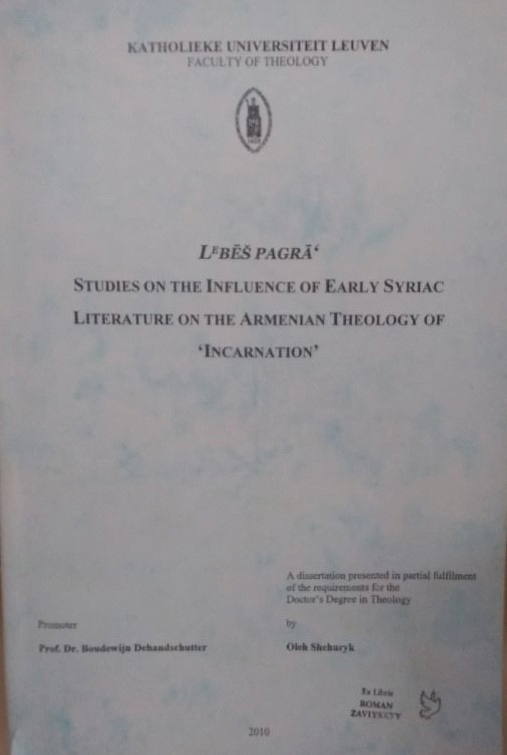 KATHOLIEKE UNIVERSITEIT LEUVEN
FACULTY OF THEOLOGY
LᴱBĒŠ PAGRĀ‘
STUDIES ON THE INFLUENCE OF EARLY SYRIAC
LITERATURE ON THE ARMENIAN THEOLOGY OF
‘INCARNATION’
A dissertation presented in partial fulfilment
of the requirements for the
Doctor's Degree in Theology
Promoter
by
Prof. Dr. Boudewijn Dehandschutter
Oleh Shchuryk
Ex Libris
ROMAN
2010